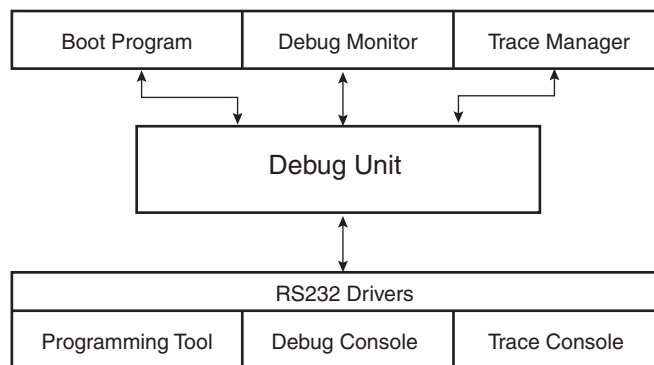 Boot Program Debug Monitor Trace Manager
Debug Unit
RS232 Drivers
Programming Tool Debug Console Trace Console